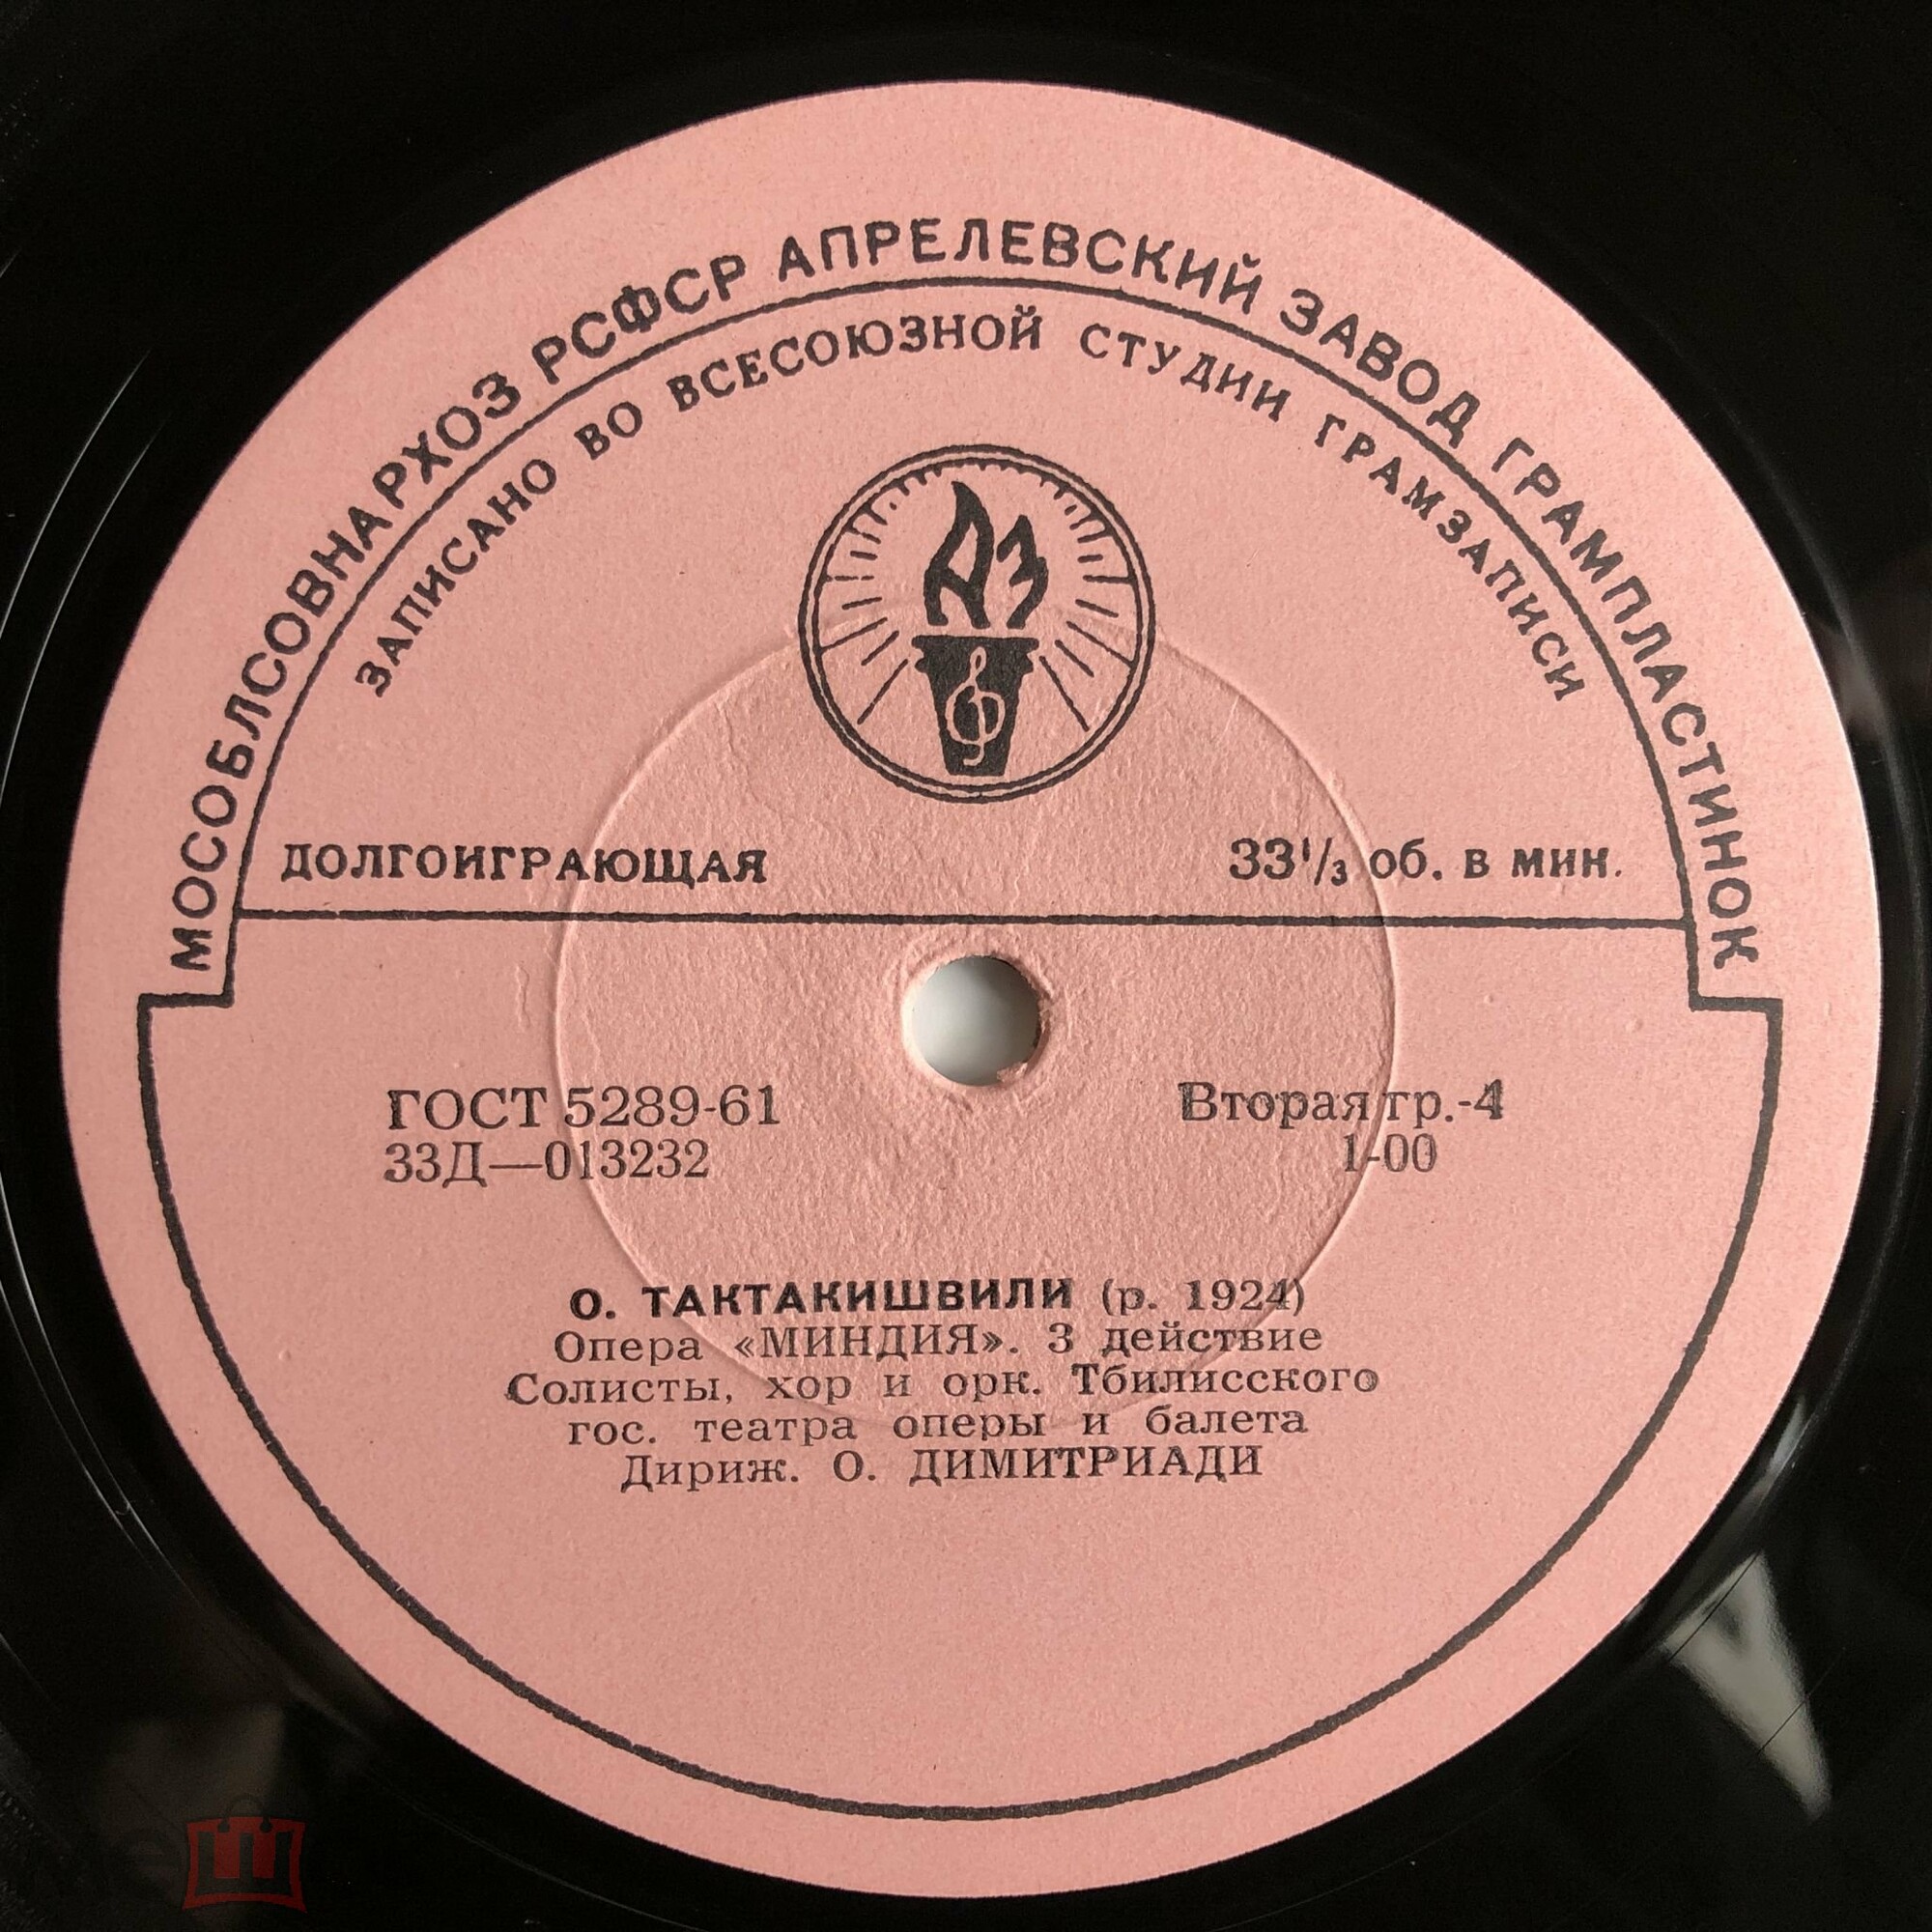 МОСОБЛСОВНАРХОЗ РСФСР АПРЕЛЕВСКИЙ ЗАВОД ГРАМПЛАСТИНОК
ЗАПИСАНО ВО ВСЕСОЮЗНОЙ СТУДИИ ГРАМЗАПИСИ
АЗ
ДОЛГОИГРАЮЩАЯ 33⅓ об. в мин.
ГОСТ 5289-61 Вторая гр.-4
33Д—013232 1-00
О. ТАКТАКИШВИЛИ (р. 1924)
Опера «МИНДИЯ». 3 действие
Солисты, хор и орк. Тбилисского
гос. театра оперы и балета
Дириж. О. ДИМИТРИАДИ